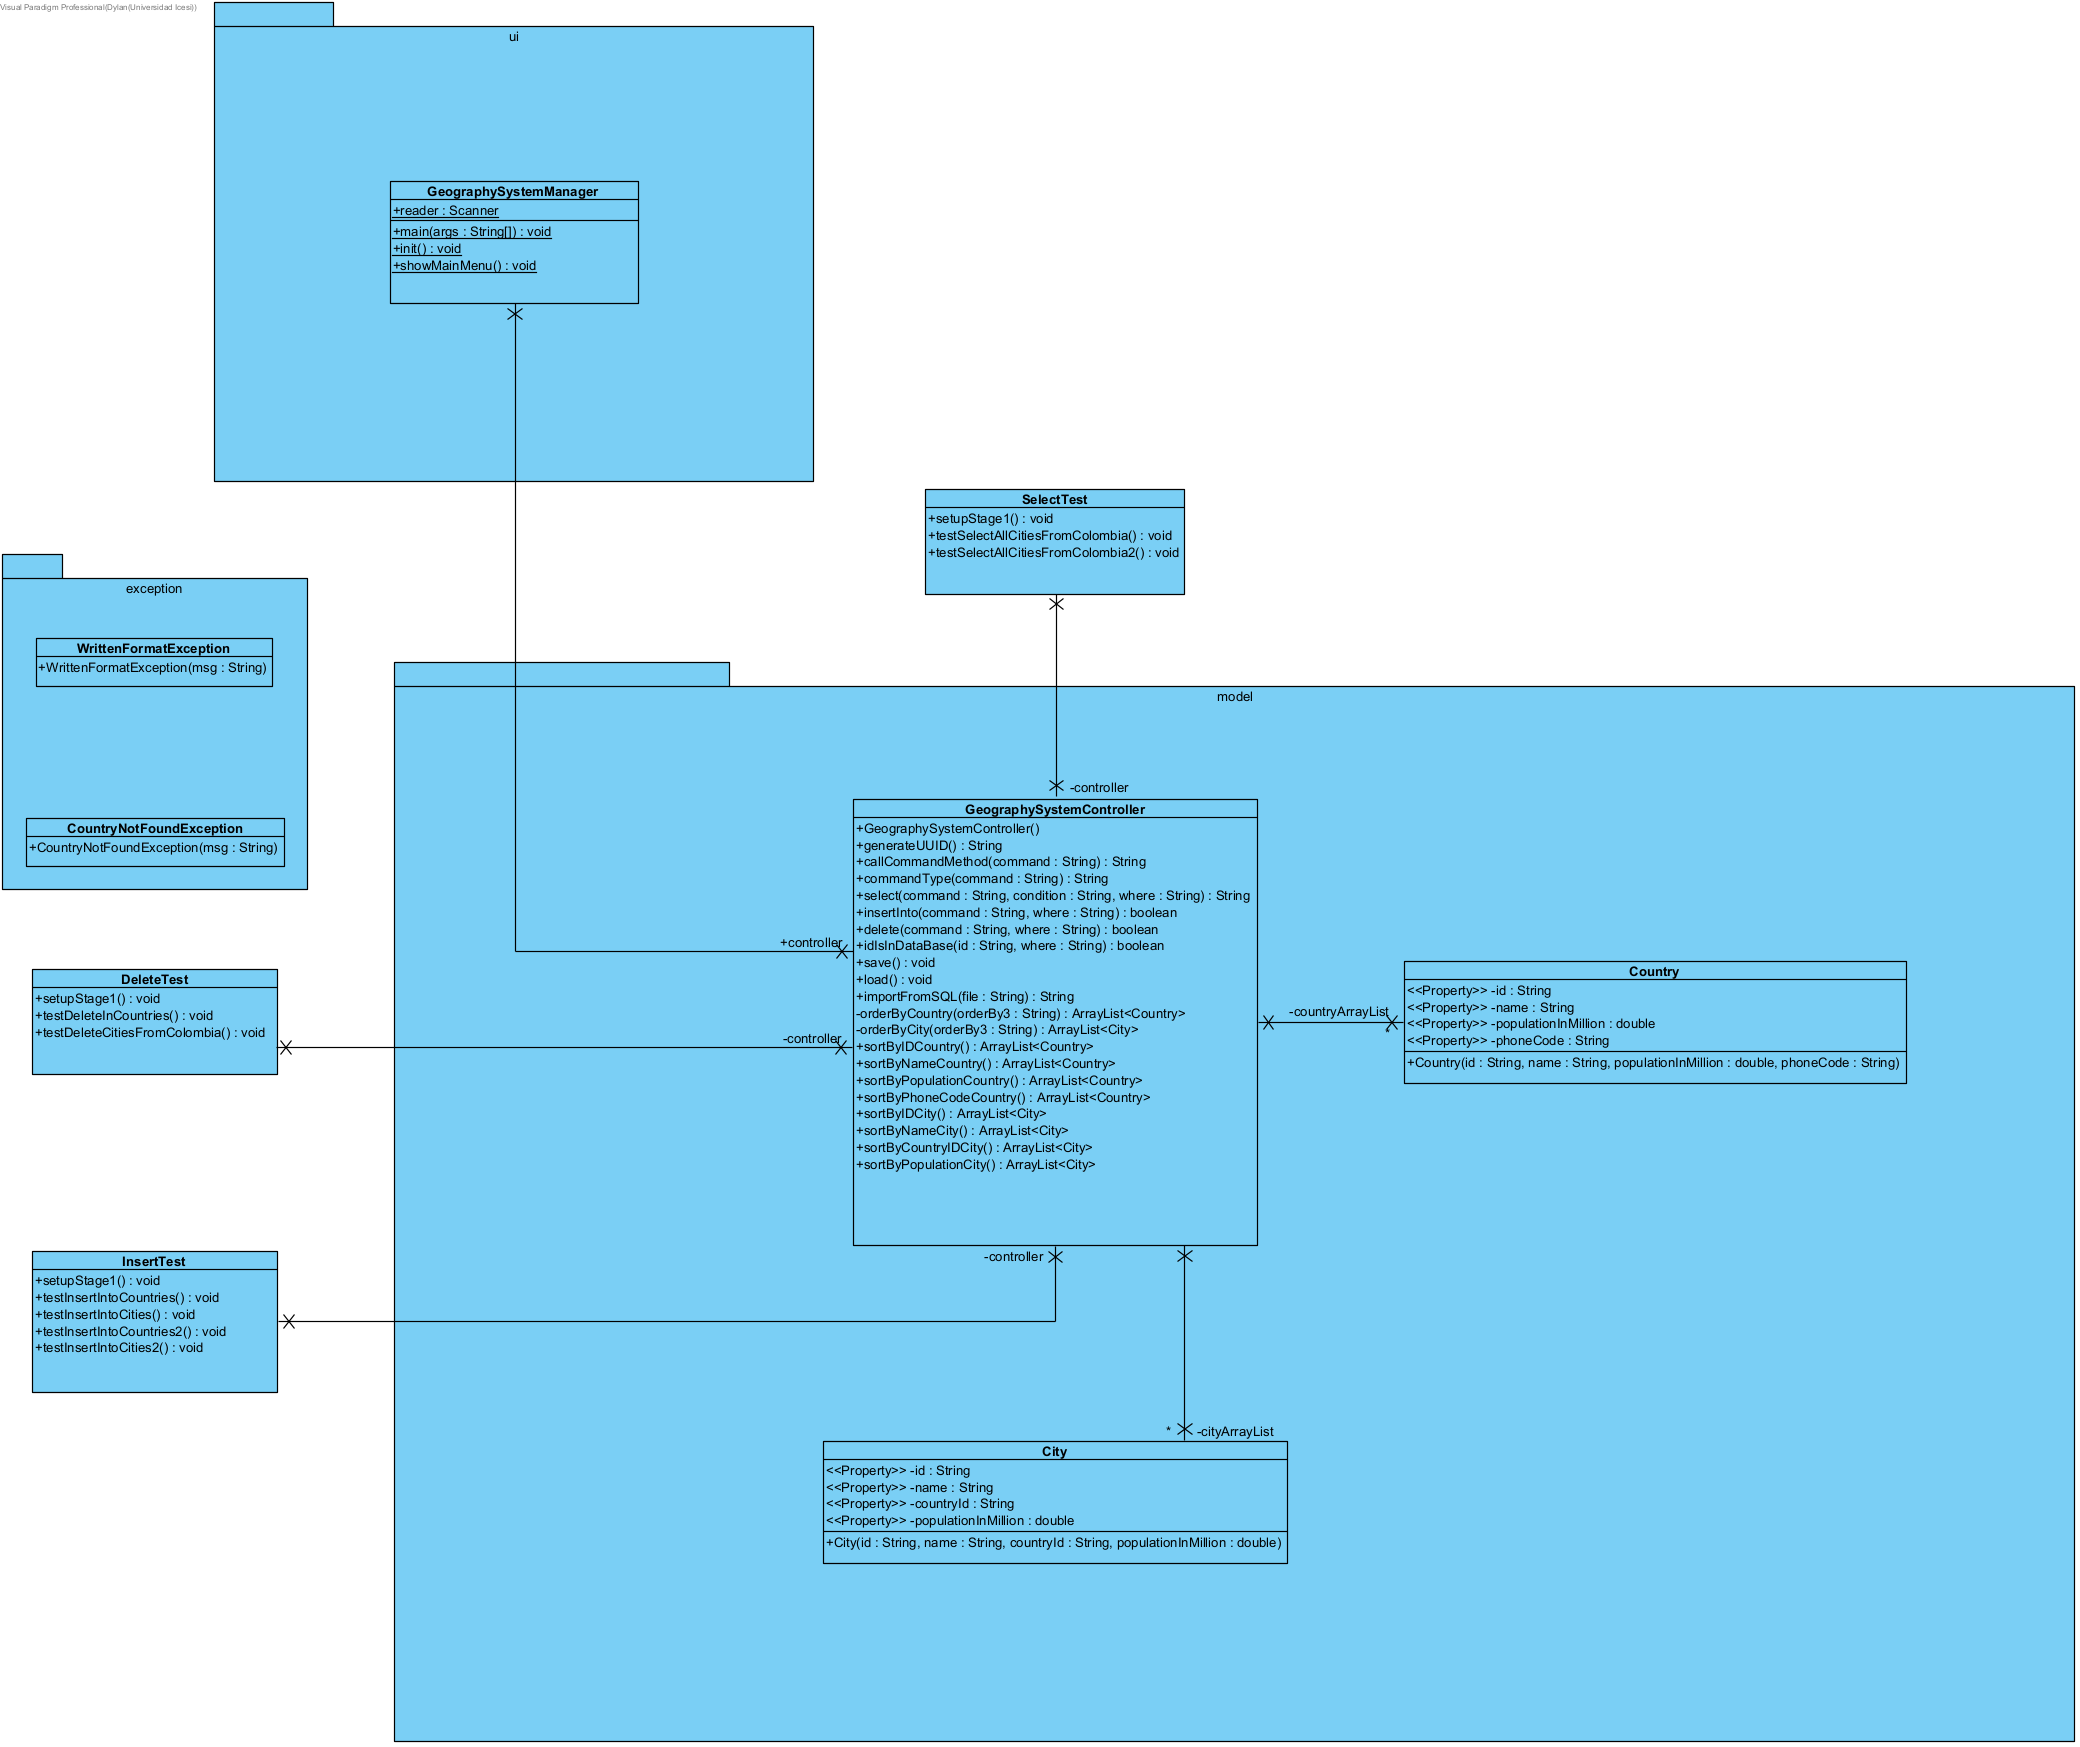 Visual Paradigm Professional(Dylan(Universidad Icesi))
ui
GeographySystemManager
+reader : Scanner
+main(args : String[]) : void
+init() : void
+showMainMenu() : void
SelectTest
+setupStage1() : void
+testSelectAllCitiesFromColombia() : void
+testSelectAllCitiesFromColombia2() : void
exception
WrittenFormatException
+WrittenFormatException(msg : String)
CountryNotFoundException
+CountryNotFoundException(msg : String)
model
-controller
GeographySystemController
+GeographySystemController()
+generateUUID() : String
+callCommandMethod(command : String) : String
+commandType(command : String) : String
+select(command : String, condition : String, where : String) : String
+insertInto(command : String, where : String) : boolean
+delete(command : String, where : String) : boolean
+idIsInDataBase(id : String, where : String) : boolean
+save() : void
+load() : void
+importFromSQL(file : String) : String
-orderByCountry(orderBy3 : String) : ArrayList<Country>
-orderByCity(orderBy3 : String) : ArrayList<City>
+sortByIDCountry() : ArrayList<Country>
+sortByNameCountry() : ArrayList<Country>
+sortByPopulationCountry() : ArrayList<Country>
+sortByPhoneCodeCountry() : ArrayList<Country>
+sortByIDCity() : ArrayList<City>
+sortByNameCity() : ArrayList<City>
+sortByCountryIDCity() : ArrayList<City>
+sortByPopulationCity() : ArrayList<City>
+controller
-controller
-countryArrayList
*
Country
<<Property>> -id : String
<<Property>> -name : String
<<Property>> -populationInMillion : double
<<Property>> -phoneCode : String
+Country(id : String, name : String, populationInMillion : double, phoneCode : String)
DeleteTest
+setupStage1() : void
+testDeleteInCountries() : void
+testDeleteCitiesFromColombia() : void
InsertTest
+setupStage1() : void
+testInsertIntoCountries() : void
+testInsertIntoCities() : void
+testInsertIntoCountries2() : void
+testInsertIntoCities2() : void
-controller
* -cityArrayList
City
<<Property>> -id : String
<<Property>> -name : String
<<Property>> -countryId : String
<<Property>> -populationInMillion : double
+City(id : String, name : String, countryId : String, populationInMillion : double)